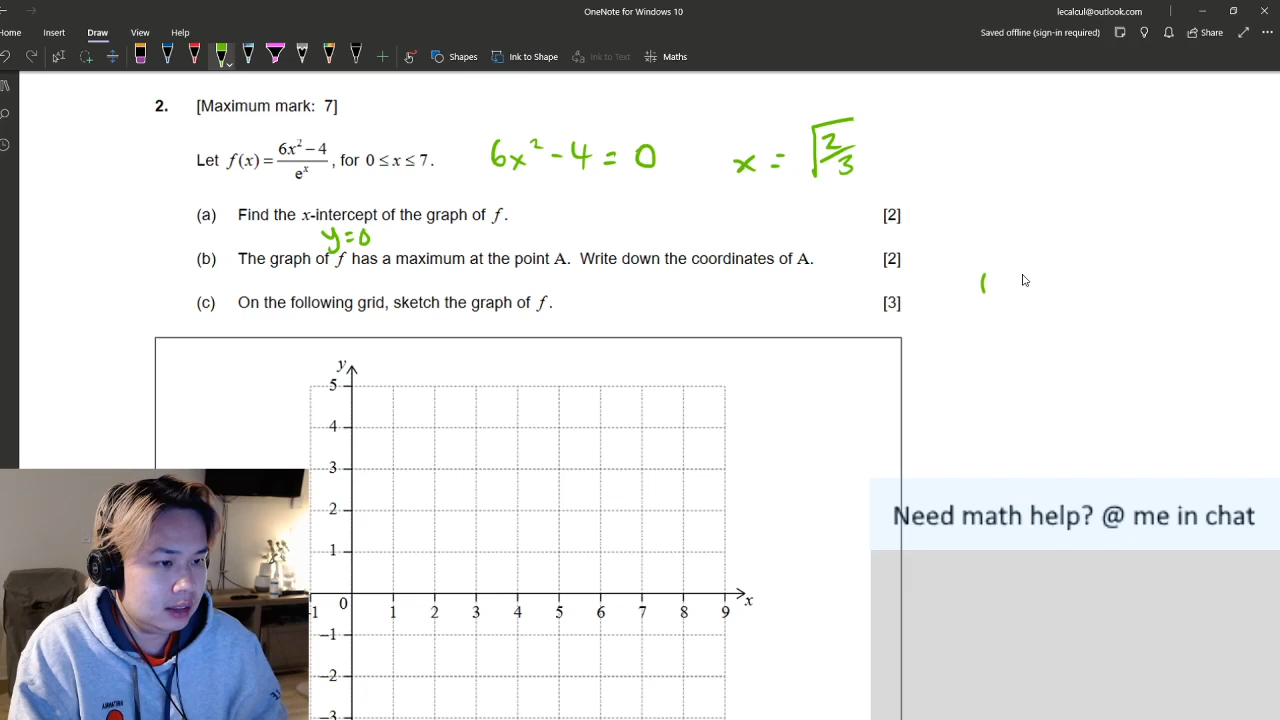 OneNote for Windows 10
lecalcul@outlook.com
Home Insert Draw View Help
Saved offline (sign-in required) Share
Shapes Ink to Shape Ink to Text Maths
2. [Maximum mark: 7]
Let f(x) = (6x² − 4)/eˣ, for 0 ≤ x ≤ 7. 6x² − 4 = 0 x = √(2/3)
(a) Find the x-intercept of the graph of f. [2]
y = 0
(b) The graph of f has a maximum at the point A. Write down the coordinates of A. [2]
(
(c) On the following grid, sketch the graph of f. [3]
y
5
4
3
2
1
0 x
-1 1 2 3 4 5 6 7 8 9
−1
−2
−3
Need math help? @ me in chat